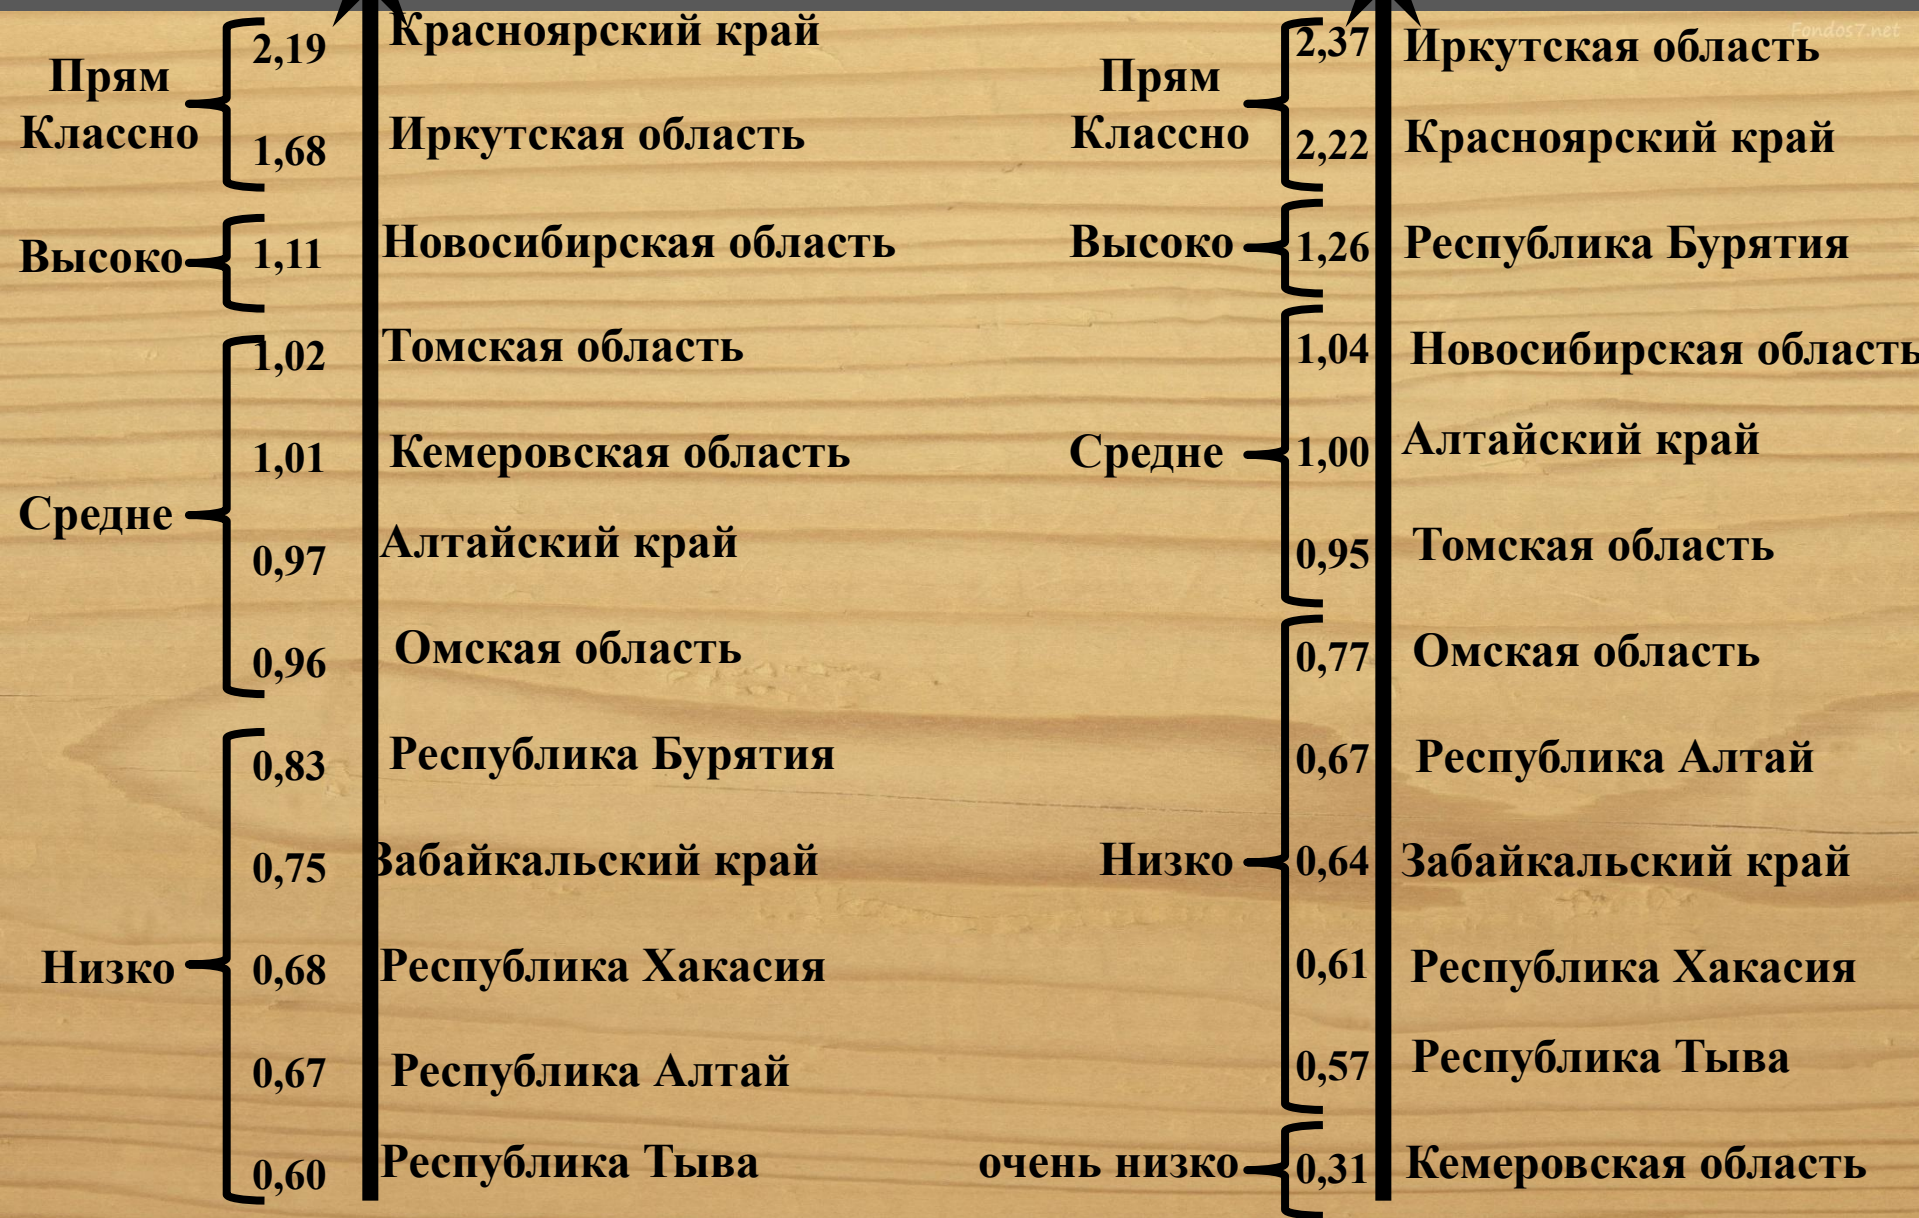 Прям
Классно
2,19 Красноярский край
1,68 Иркутская область
Высоко
1,11 Новосибирская область
Средне
1,02 Томская область
1,01 Кемеровская область
0,97 Алтайский край
0,96 Омская область
Низко
0,83 Республика Бурятия
0,75 Забайкальский край
0,68 Республика Хакасия
0,67 Республика Алтай
0,60 Республика Тыва
Fondos7.net
Прям
Классно
2,37 Иркутская область
2,22 Красноярский край
Высоко
1,26 Республика Бурятия
Средне
1,04 Новосибирская область
1,00 Алтайский край
0,95 Томская область
Низко
0,77 Омская область
0,67 Республика Алтай
0,64 Забайкальский край
0,61 Республика Хакасия
0,57 Республика Тыва
очень низко
0,31 Кемеровская область